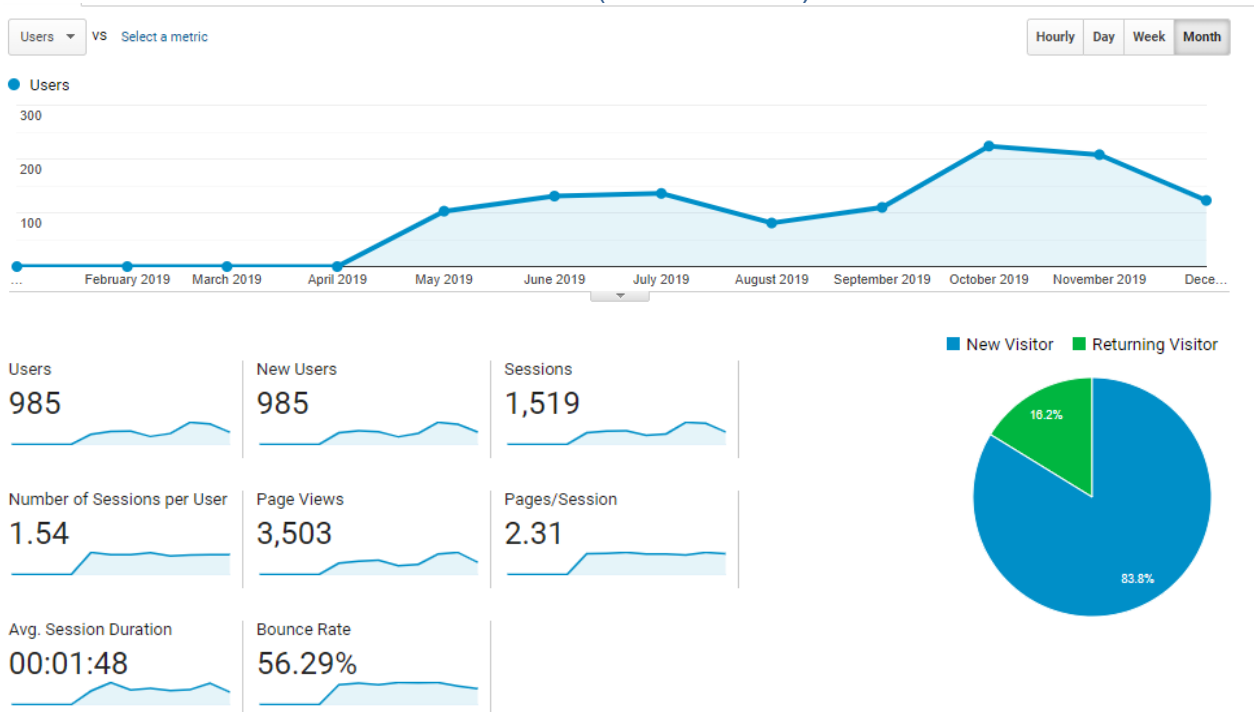 Users VS Select a metric
Hourly Day Week Month
Users
300
200
100
... February 2019 March 2019 April 2019 May 2019 June 2019 July 2019 August 2019 September 2019 October 2019 November 2019 Dece...
New Visitor Returning Visitor
Users
985
New Users
985
Sessions
1,519
Number of Sessions per User
1.54
Page Views
3,503
Pages/Session
2.31
Avg. Session Duration
00:01:48
Bounce Rate
56.29%
16.2%
83.8%